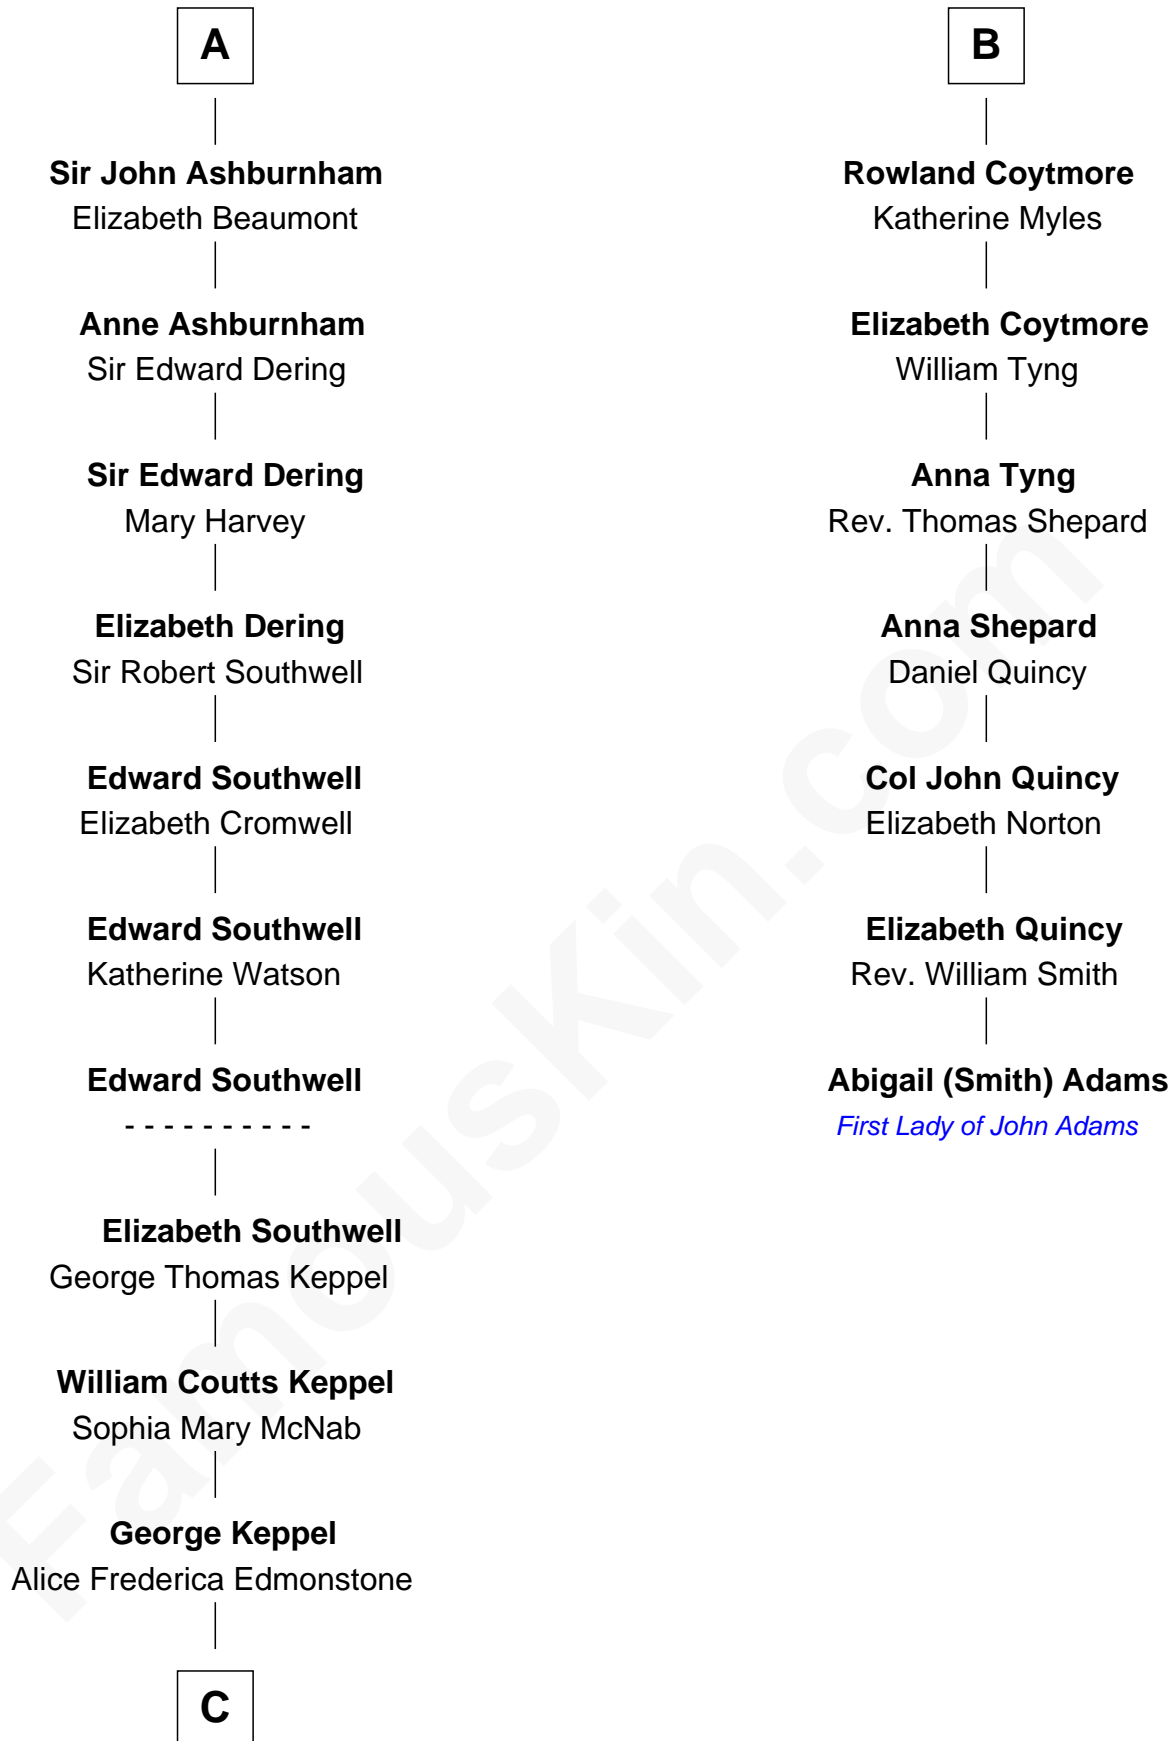 A
Sir John Ashburnham
Elizabeth Beaumont
Anne Ashburnham
Sir Edward Dering
Sir Edward Dering
Mary Harvey
Elizabeth Dering
Sir Robert Southwell
Edward Southwell
Elizabeth Cromwell
Edward Southwell
Katherine Watson
Edward Southwell
- - - - - - - - - -
Elizabeth Southwell
George Thomas Keppel
William Coutts Keppel
Sophia Mary McNab
George Keppel
Alice Frederica Edmonstone
C
B
Rowland Coytmore
Katherine Myles
Elizabeth Coytmore
William Tyng
Anna Tyng
Rev. Thomas Shepard
Anna Shepard
Daniel Quincy
Col John Quincy
Elizabeth Norton
Elizabeth Quincy
Rev. William Smith
Abigail (Smith) Adams
First Lady of John Adams
FamousKin.com